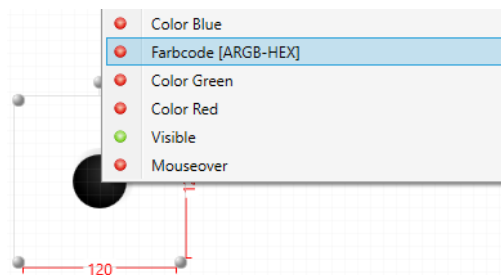 Color Blue
Farbcode [ARGB-HEX]
Color Green
Color Red
Visible
Mouseover
120